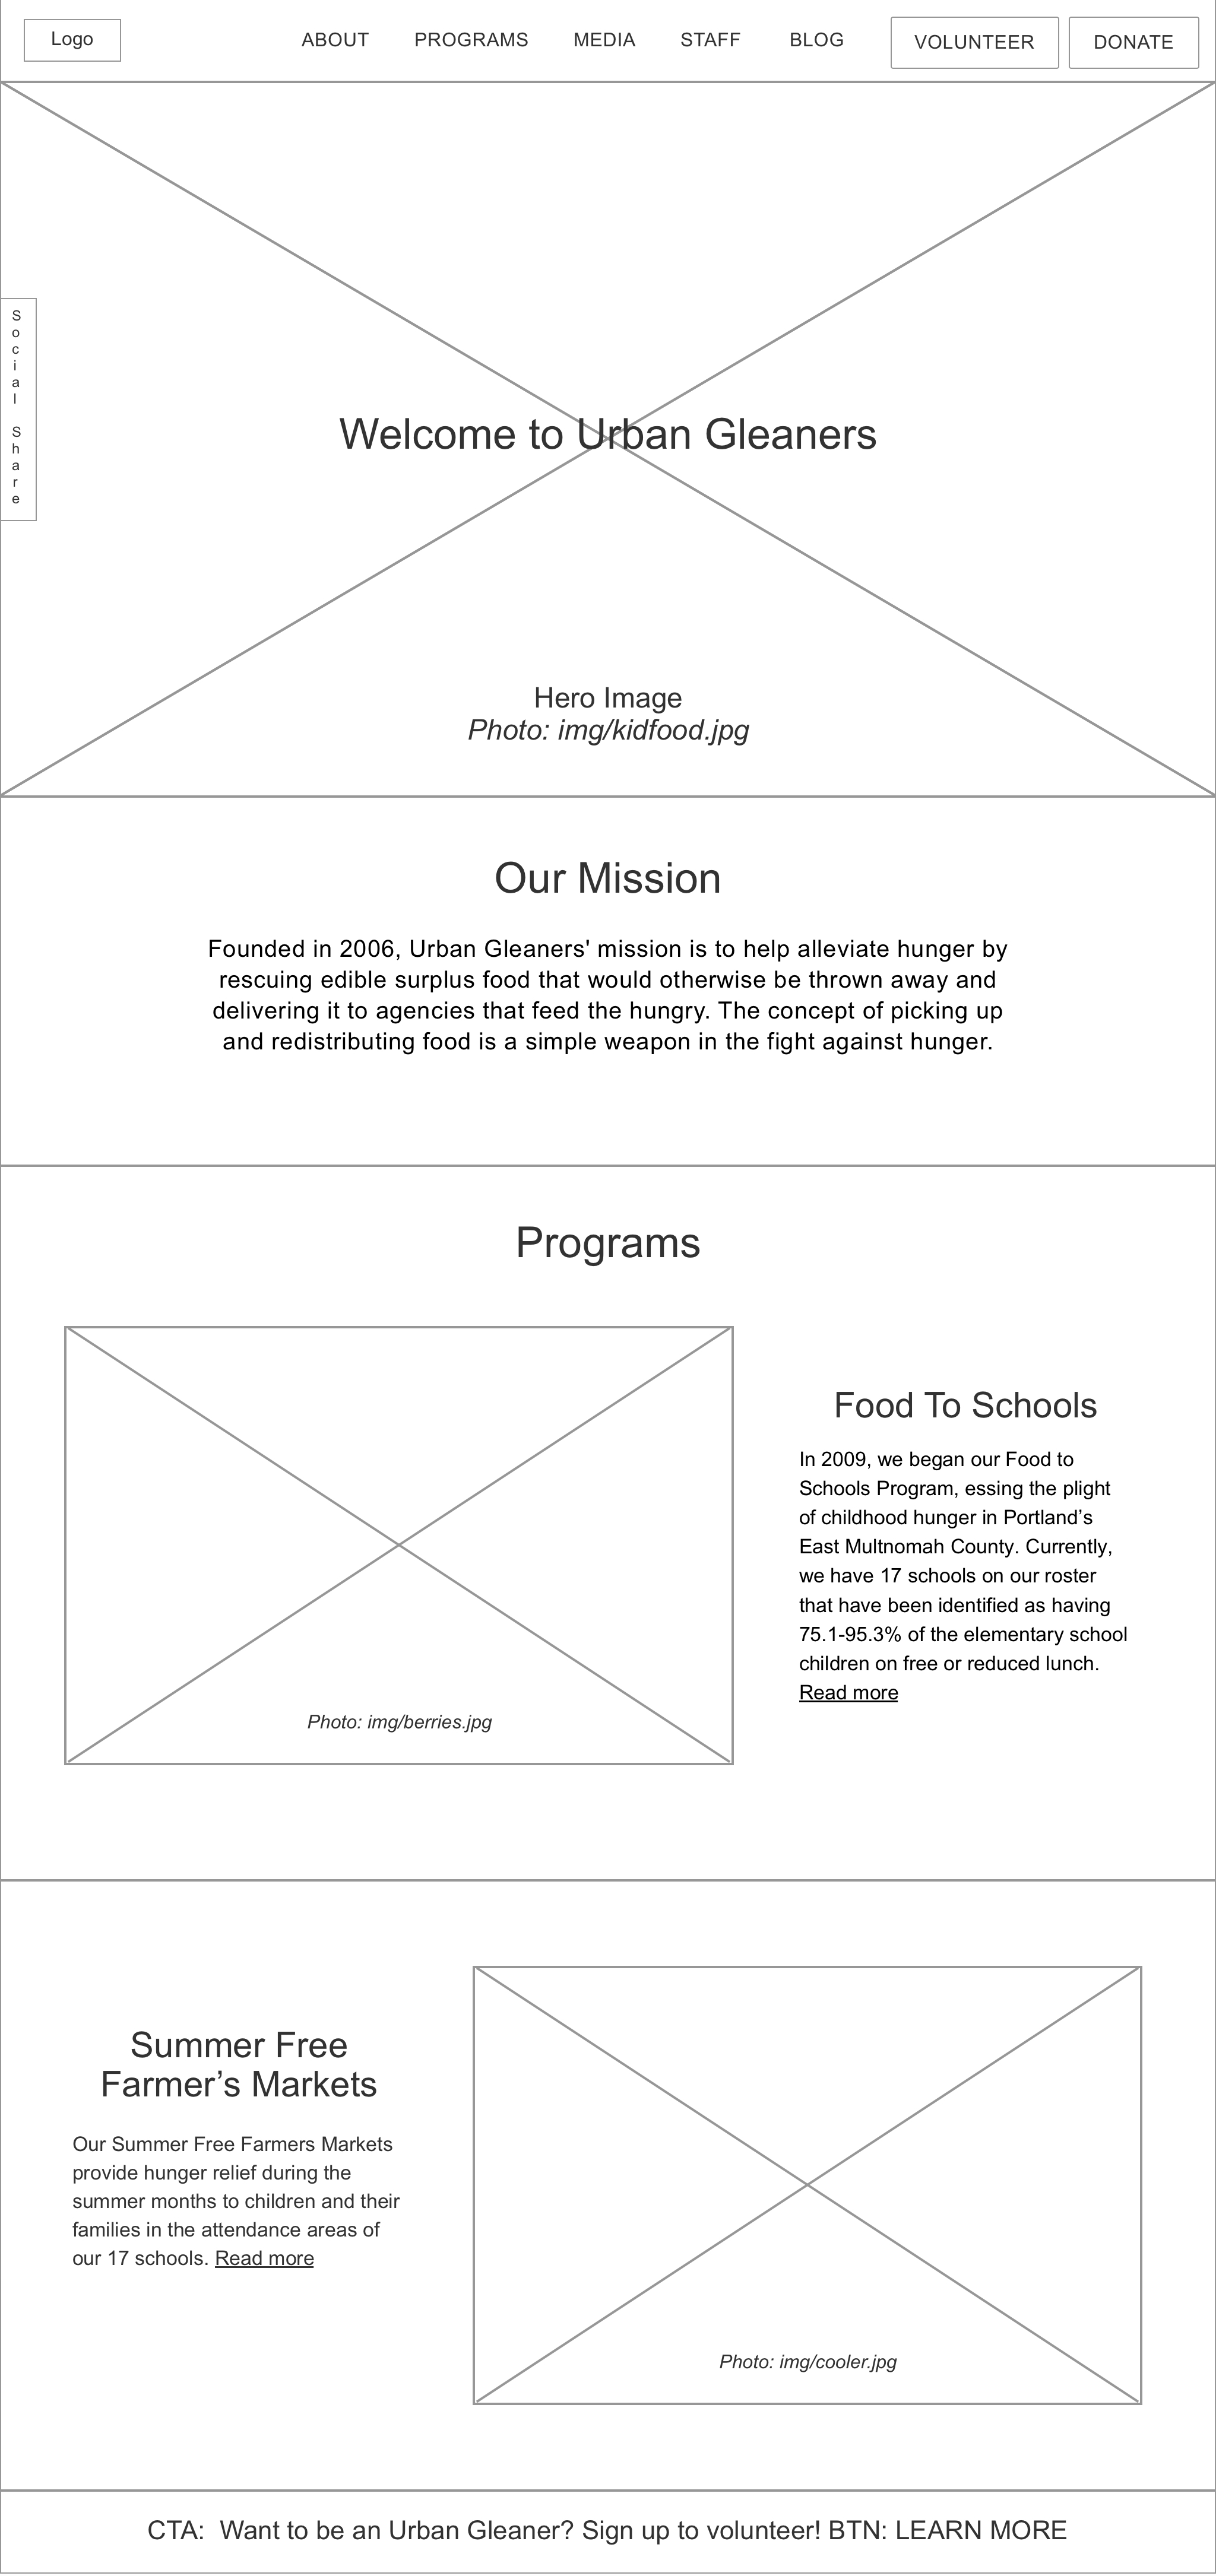 Logo ABOUT PROGRAMS MEDIA STAFF BLOG VOLUNTEER DONATE
Social Share
Welcome to Urban Gleaners
Hero Image
Photo: img/kidfood.jpg
Our Mission
Founded in 2006, Urban Gleaners' mission is to help alleviate hunger by
rescuing edible surplus food that would otherwise be thrown away and
delivering it to agencies that feed the hungry. The concept of picking up
and redistributing food is a simple weapon in the fight against hunger.
Programs
Photo: img/berries.jpg
Food To Schools
In 2009, we began our Food to
Schools Program, essing the plight
of childhood hunger in Portland’s
East Multnomah County. Currently,
we have 17 schools on our roster
that have been identified as having
75.1-95.3% of the elementary school
children on free or reduced lunch.
Read more
Summer Free
Farmer’s Markets
Our Summer Free Farmers Markets
provide hunger relief during the
summer months to children and their
families in the attendance areas of
our 17 schools. Read more
Photo: img/cooler.jpg
CTA: Want to be an Urban Gleaner? Sign up to volunteer! BTN: LEARN MORE